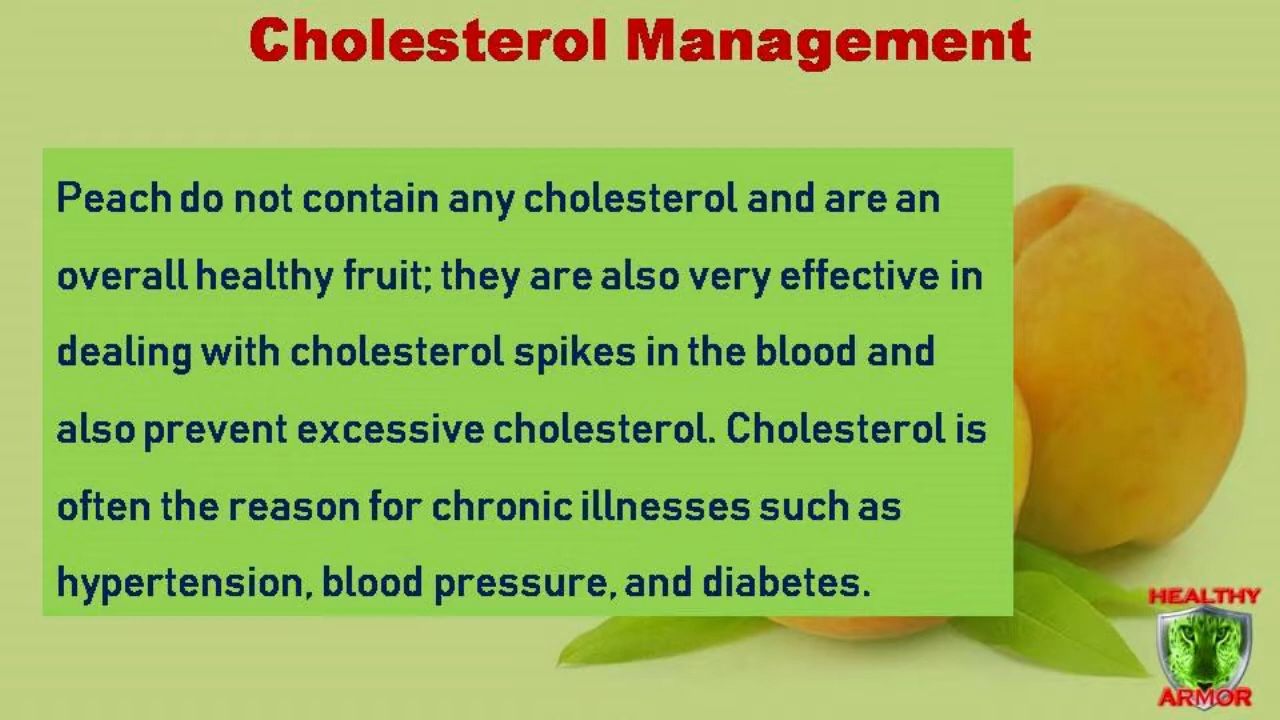 Cholesterol Management
Peach do not contain any cholesterol and are an
overall healthy fruit; they are also very effective in
dealing with cholesterol spikes in the blood and
also prevent excessive cholesterol. Cholesterol is
often the reason for chronic illnesses such as
hypertension, blood pressure, and diabetes.
HEALTHY
ARMOR